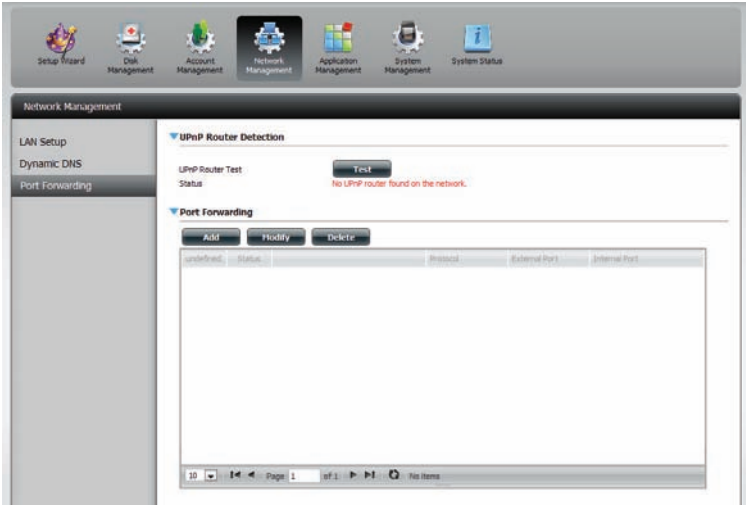 Setup Wizard
Disk Management
Account Management
Network Management
Application Management
System Management
System Status
Network Management
LAN Setup
Dynamic DNS
Port Forwarding
UPnP Router Detection
UPnP Router Test Test
Status No UPnP router found on the network.
Port Forwarding
Add Modify Delete
undefined Status Protocol External Port Internal Port
10 Page 1 of 1 No items